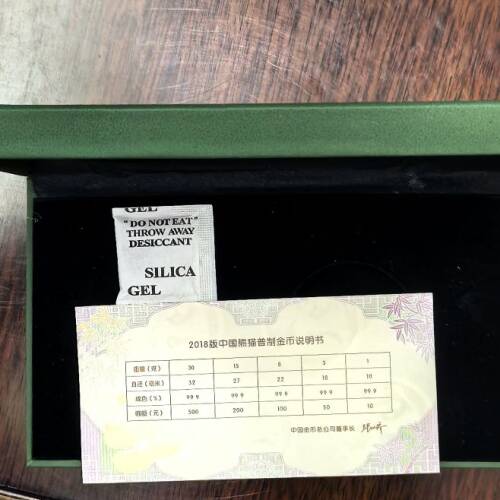 GEL
"DO NOT EAT"
THROW AWAY
DESICCANT
SILICA
GEL
2018版中国熊猫普制金币说明书
重量(克) 30 15 8 3 1
直径(毫米) 32 27 22 18 10
成色(%) 99.9 99.9 99.9 99.9 99.9
面额(元) 500 200 100 50 10
中国金币总公司董事长